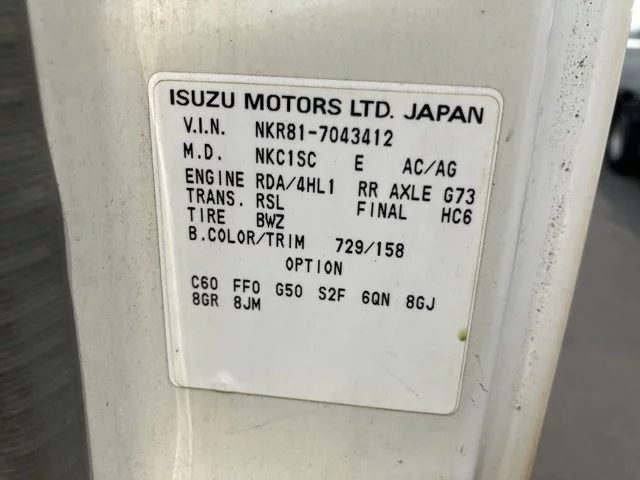 ISUZU MOTORS LTD. JAPAN
V.I.N. NKR81-7043412
M.D. NKC1SC E AC/AG
ENGINE RDA/4HL1 RR AXLE G73
TRANS. RSL FINAL HC6
TIRE BWZ
B.COLOR/TRIM 729/158
OPTION
C60 FF0 G50 S2F 6QN 8GJ
8GR 8JM